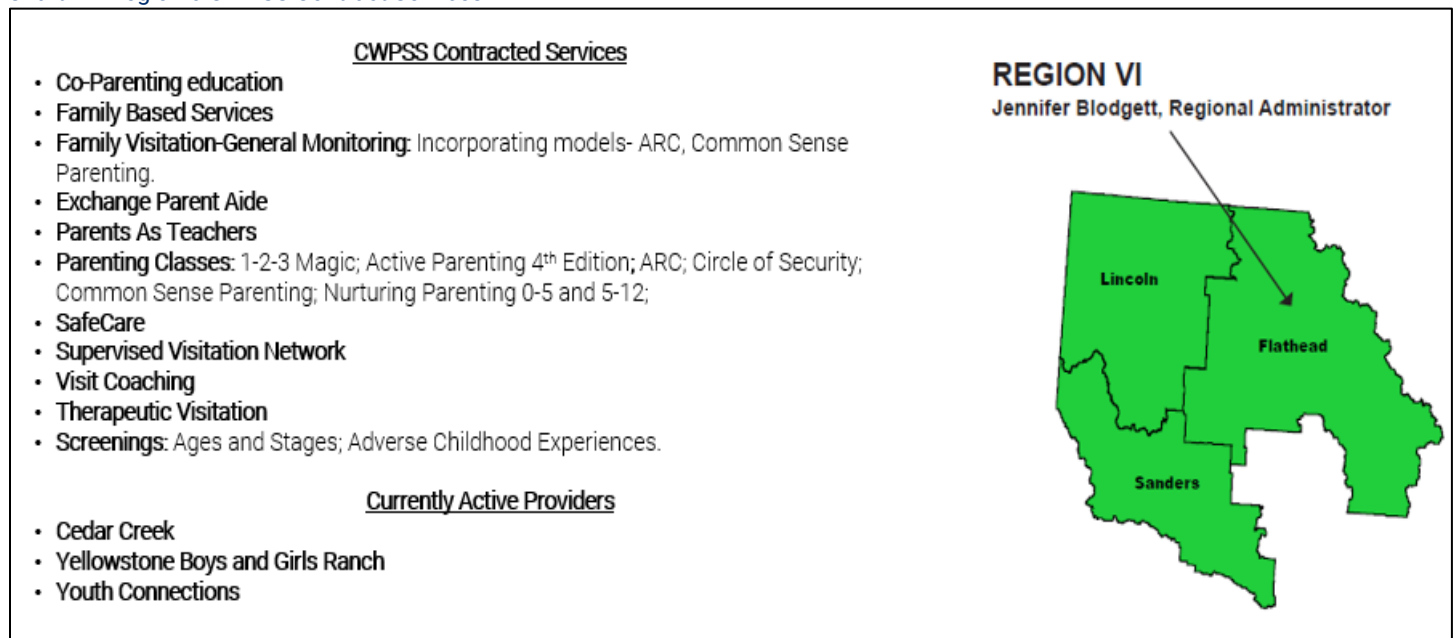 CWPSS Contracted Services
• Co-Parenting education
• Family Based Services
• Family Visitation-General Monitoring: Incorporating models- ARC, Common Sense
Parenting.
• Exchange Parent Aide
• Parents As Teachers
• Parenting Classes: 1-2-3 Magic; Active Parenting 4th Edition; ARC; Circle of Security;
Common Sense Parenting; Nurturing Parenting 0-5 and 5-12;
• SafeCare
• Supervised Visitation Network
• Visit Coaching
• Therapeutic Visitation
• Screenings: Ages and Stages; Adverse Childhood Experiences.
Currently Active Providers
• Cedar Creek
• Yellowstone Boys and Girls Ranch
• Youth Connections
REGION VI
Jennifer Blodgett, Regional Administrator
Lincoln
Flathead
Sanders